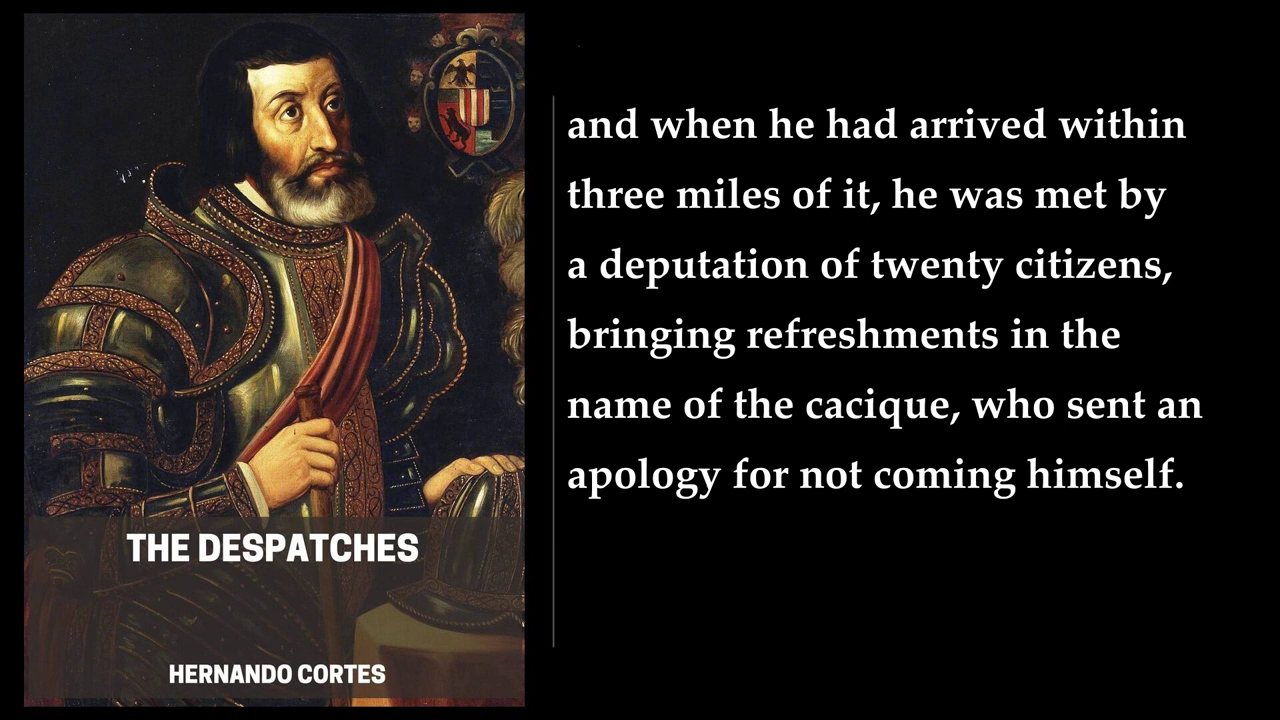 THE DESPATCHES
HERNANDO CORTES
and when he had arrived within
three miles of it, he was met by
a deputation of twenty citizens,
bringing refreshments in the
name of the cacique, who sent an
apology for not coming himself.